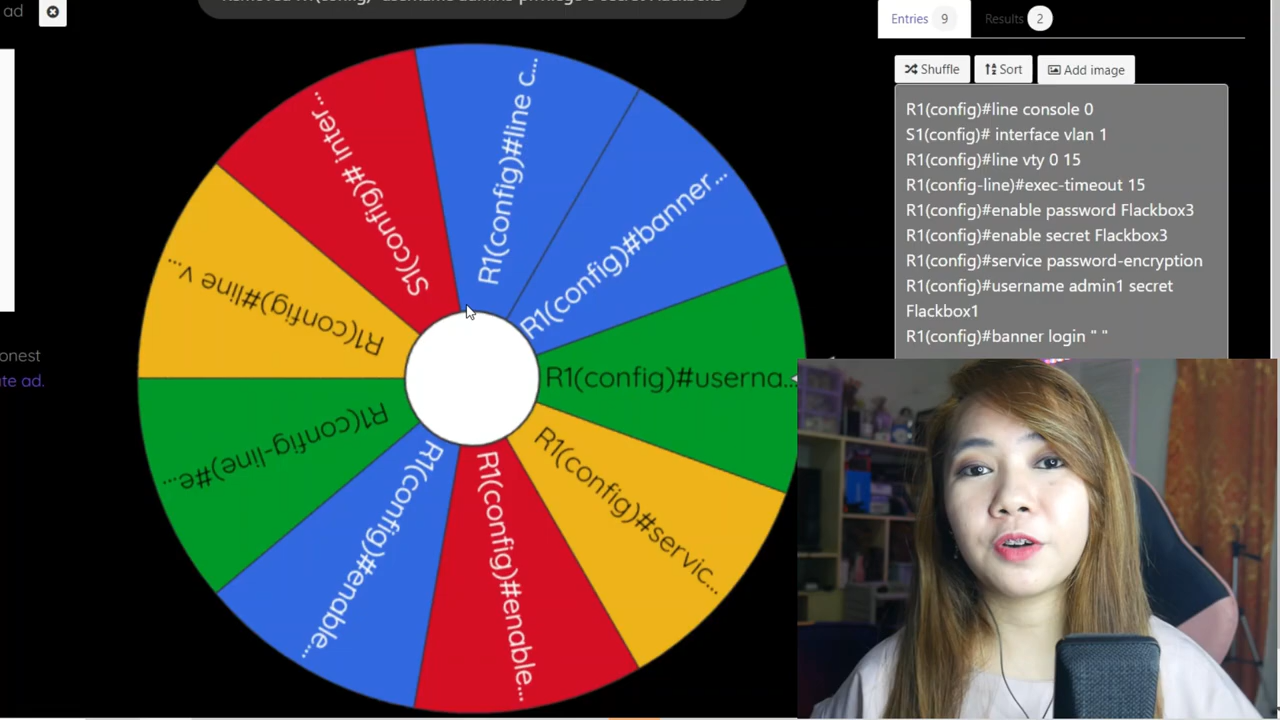 ad
Entries 9
Results 2
Shuffle
Sort
Add image
R1(config)#line console 0
S1(config)# interface vlan 1
R1(config)#line vty 0 15
R1(config-line)#exec-timeout 15
R1(config)#enable password Flackbox3
R1(config)#enable secret Flackbox3
R1(config)#service password-encryption
R1(config)#username admin1 secret
Flackbox1
R1(config)#banner login " "
R1(config)#line c...
R1(config)#banner...
R1(config)#userna...
R1(config)#servic...
R1(config)#enable...
R1(config)#enable...
R1(config-line)#e...
R1(config)#line v...
S1(config)# inter...
onest
te ad.